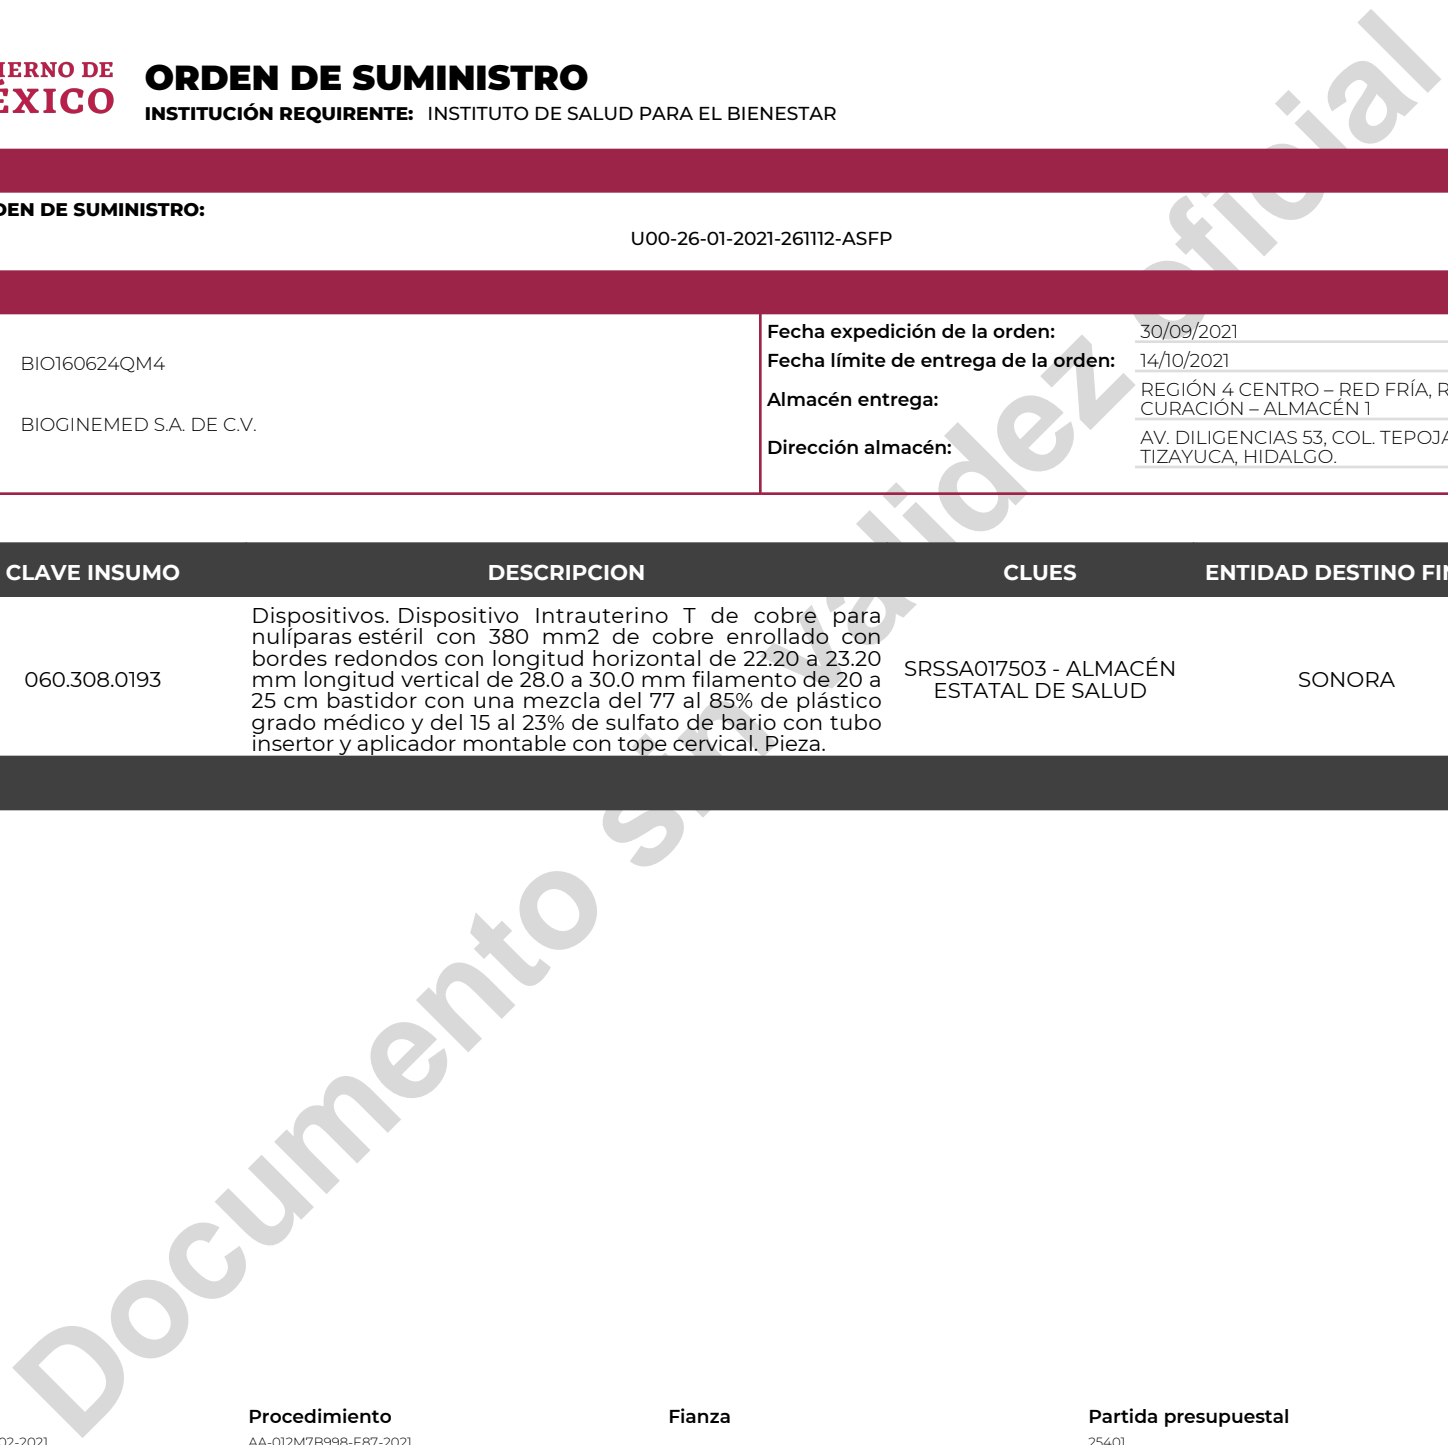 IERNO DE
ÉXICO
ORDEN DE SUMINISTRO
INSTITUCIÓN REQUIRENTE: INSTITUTO DE SALUD PARA EL BIENESTAR
DEN DE SUMINISTRO:
U00-26-01-2021-261112-ASFP
BIO160624QM4
BIOGINEMED S.A. DE C.V.
Fecha expedición de la orden: 30/09/2021
Fecha límite de entrega de la orden: 14/10/2021
Almacén entrega: REGIÓN 4 CENTRO – RED FRÍA, R
CURACIÓN – ALMACÉN 1
Dirección almacén: AV. DILIGENCIAS 53, COL. TEPOJA
TIZAYUCA, HIDALGO.
CLAVE INSUMO DESCRIPCION CLUES ENTIDAD DESTINO FIN
060.308.0193
Dispositivos. Dispositivo Intrauterino T de cobre para
nulíparas estéril con 380 mm2 de cobre enrollado con
bordes redondos con longitud horizontal de 22.20 a 23.20
mm longitud vertical de 28.0 a 30.0 mm filamento de 20 a
25 cm bastidor con una mezcla del 77 al 85% de plástico
grado médico y del 15 al 23% de sulfato de bario con tubo
insertor y aplicador montable con tope cervical. Pieza.
SRSSA017503 - ALMACÉN
ESTATAL DE SALUD
SONORA
Documento sin validez oficial
Procedimiento Fianza Partida presupuestal
02-2021 AA-012M7B998-E87-2021 25401